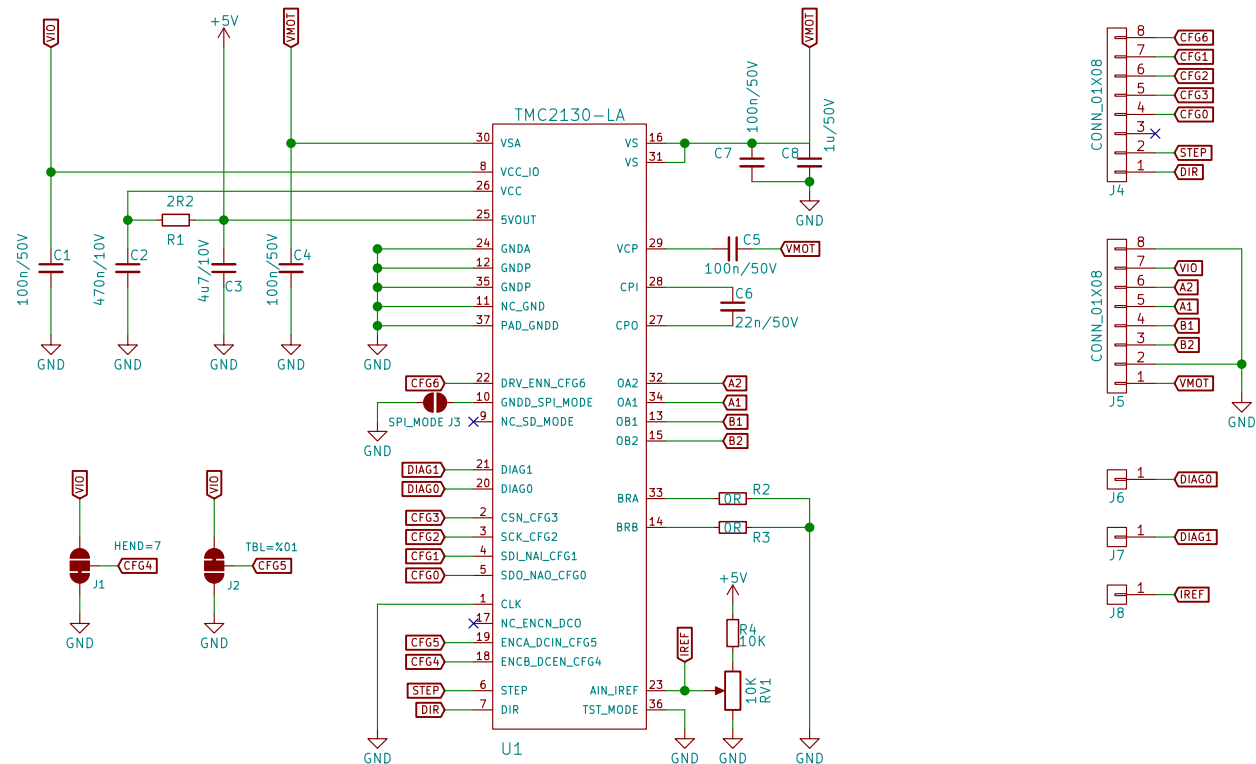 VIO
+5V
VMOT
VMOT
TMC2130-LA
30 VSA
8 VCC_IO
26 VCC
25 5VOUT
24 GNDA
12 GNDP
35 GNDP
11 NC_GND
37 PAD_GNDD
22 DRV_ENN_CFG6
10 GNDD_SPI_MODE
9 NC_SD_MODE
21 DIAG1
20 DIAG0
2 CSN_CFG3
3 SCK_CFG2
4 SDI_NAI_CFG1
5 SDO_NAO_CFG0
1 CLK
17 NC_ENCN_DCO
19 ENCA_DCIN_CFG5
18 ENCB_DCEN_CFG4
6 STEP
7 DIR
VS 16
VS 31
VCP 29
CPI 28
CPO 27
OA2 32
OA1 34
OB1 13
OB2 15
BRA 33
BRB 14
AIN_IREF 23
TST_MODE 36
U1
100n/50V
C1
470n/10V
C2
2R2
R1
4u7/10V
C3
100n/50V
C4
GND
GND
GND
GND
GND
CFG6
SPI_MODE J3
GND
DIAG1
DIAG0
CFG3
CFG2
CFG1
CFG0
CFG5
CFG4
STEP
DIR
GND
VIO
HEND=7
CFG4
J1
GND
VIO
TBL=%01
CFG5
J2
GND
100n/50V
C7
C8
1u/50V
GND
C5
VMOT
100n/50V
C6
22n/50V
A2
A1
B1
B2
0R
R2
0R
R3
+5V
R4
10K
IREF
10K
RV1
GND
GND
GND
CONN_01X08
8 CFG6
7 CFG1
6 CFG2
5 CFG3
4 CFG0
3
2 STEP
1 DIR
J4
CONN_01X08
8
7 VIO
6 A2
5 A1
4 B1
3 B2
2
1 VMOT
J5
GND
1 DIAG0
J6
1 DIAG1
J7
1 IREF
J8